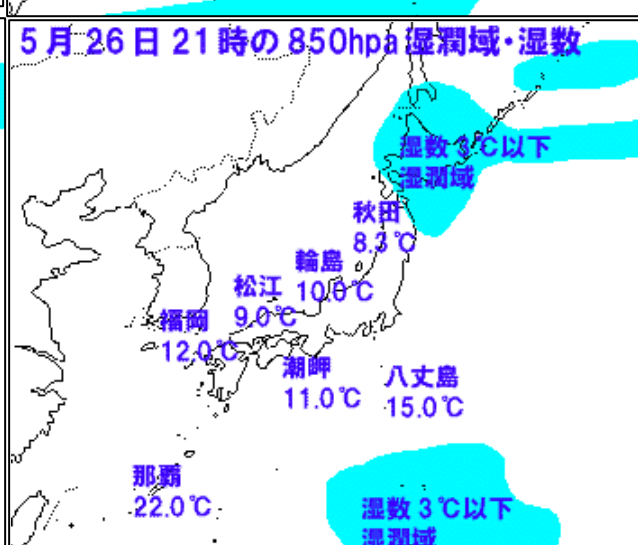 5月26日21時の850hpa湿潤域・湿数
湿数3℃以下
湿潤域
秋田
8.3℃
輪島
10.0℃
松江
9.0℃
福岡
12.0℃
潮岬
11.0℃
八丈島
15.0℃
那覇
22.0℃
湿数3℃以下
湿潤域